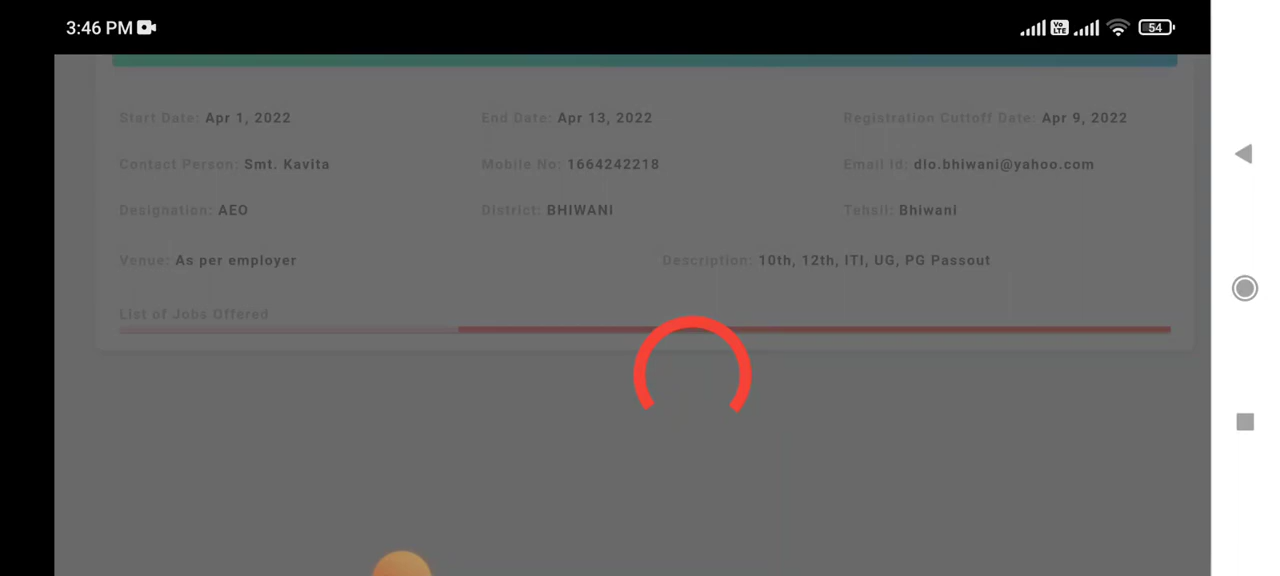 3:46 PM
Vo LTE 54
Start Date: Apr 1, 2022 End Date: Apr 13, 2022 Registration Cuttoff Date: Apr 9, 2022
Contact Person: Smt. Kavita Mobile No: 1664242218 Email Id: dlo.bhiwani@yahoo.com
Designation: AEO District: BHIWANI Tehsil: Bhiwani
Venue: As per employer Description: 10th, 12th, ITI, UG, PG Passout
List of Jobs Offered